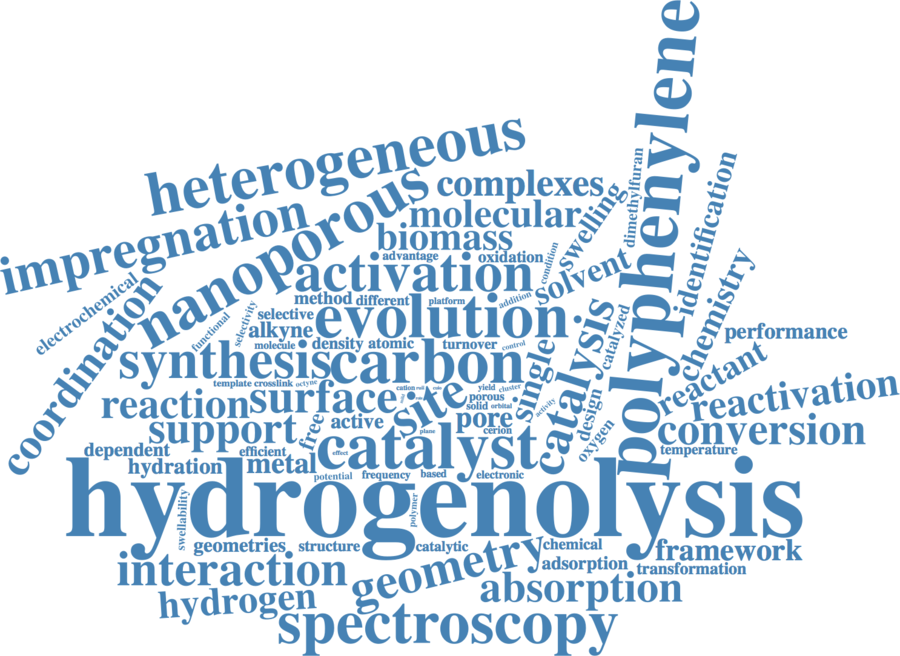 polyphenylene
heterogeneous
complexes
dimethylfuran
identification
impregnation
nanoporous
molecular
swelling
biomass
advantage
oxidation
condition
electrochemical
activation
solvent
chemistry
coordination
functional
selectivity
method
different
platform
addition
selective
evolution
catalysis
catalyzed
performance
alkyne
molecule
density
atomic
turnover
control
synthesis
carbon
single
reactant
template
crosslink
octyne
cation
yield
cluster
reactivation
reaction
surface
site
porous
solid
orbital
activity
design
support
free
active
plane
pore
cerion
oxygen
conversion
dependent
efficient
effect
catalyst
temperature
hydration
metal
potential
frequency
based
electronic
hydrogenolysis
swellability
polymer
geometries
structure
catalytic
chemical
framework
interaction
geometry
adsorption
transformation
hydrogen
absorption
spectroscopy